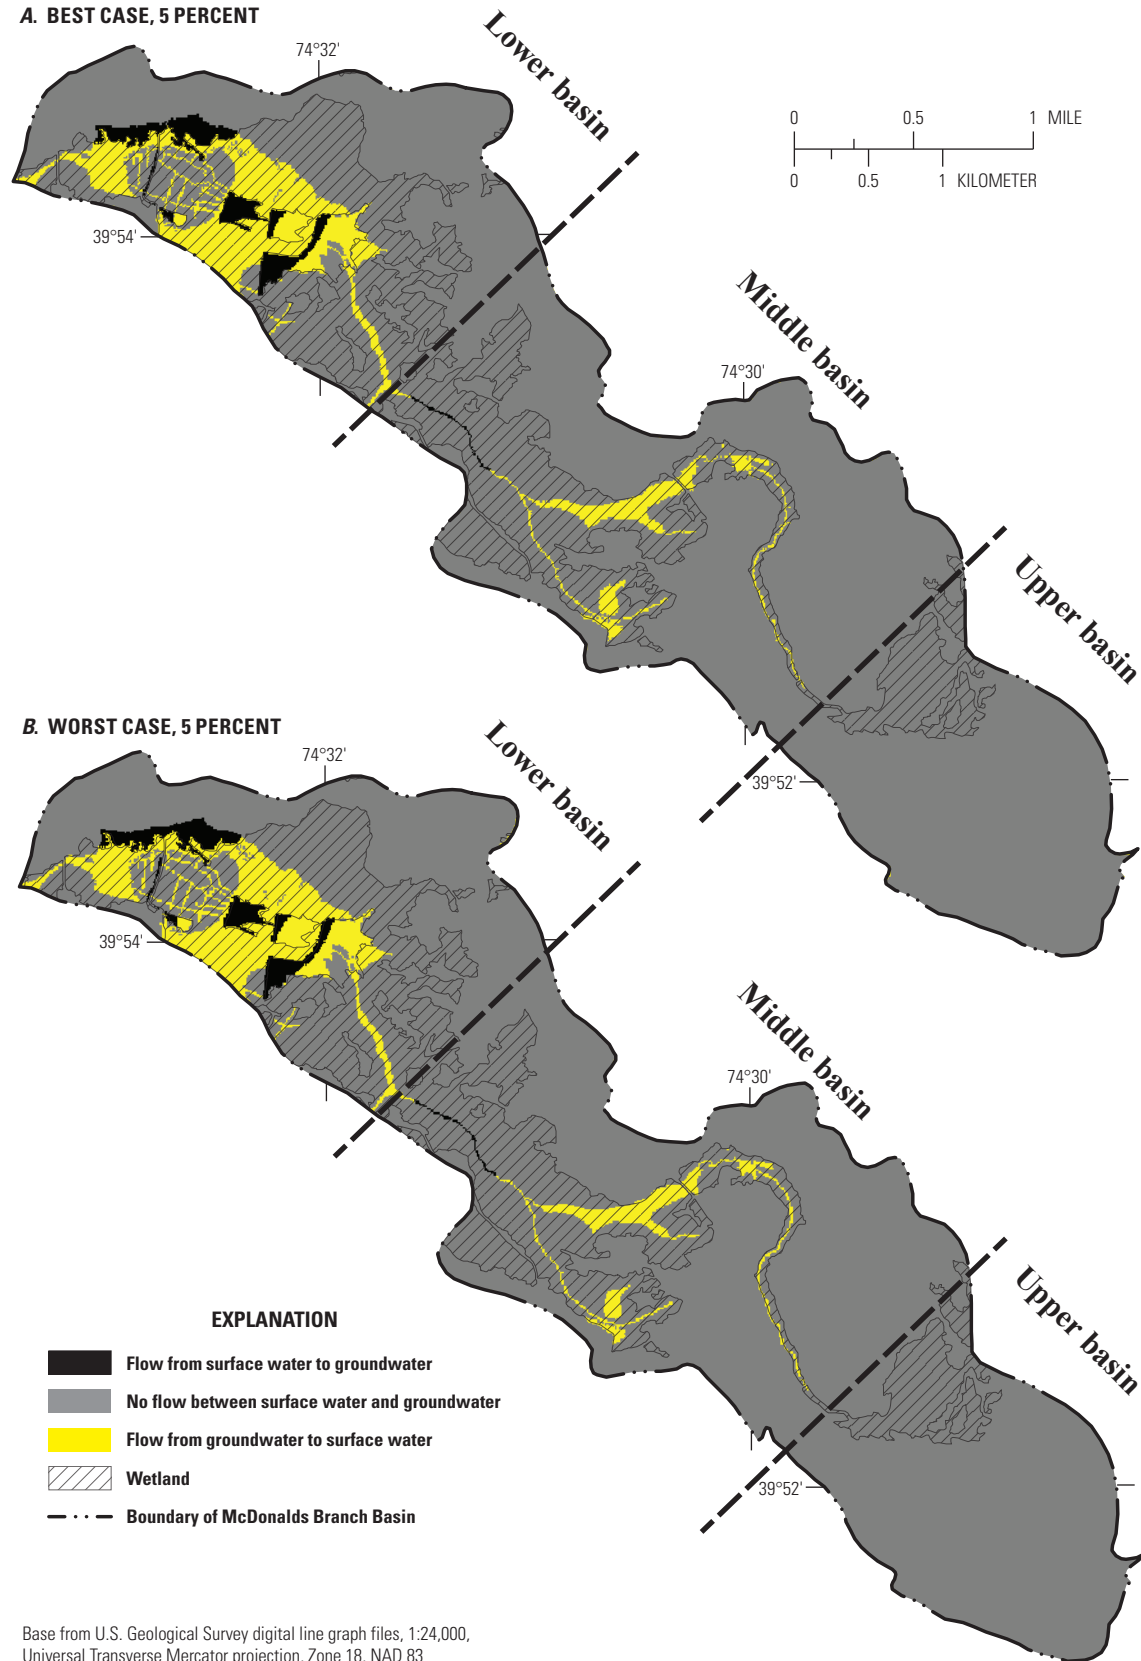 A. BEST CASE, 5 PERCENT
74°32'
Lower basin
0 0.5 1 MILE
0 0.5 1 KILOMETER
39°54'
Middle basin
74°30'
Upper basin
39°52'
B. WORST CASE, 5 PERCENT
74°32'
Lower basin
39°54'
Middle basin
74°30'
Upper basin
39°52'
EXPLANATION
Flow from surface water to groundwater
No flow between surface water and groundwater
Flow from groundwater to surface water
Wetland
Boundary of McDonalds Branch Basin
Base from U.S. Geological Survey digital line graph files, 1:24,000,
Universal Transverse Mercator projection, Zone 18, NAD 83